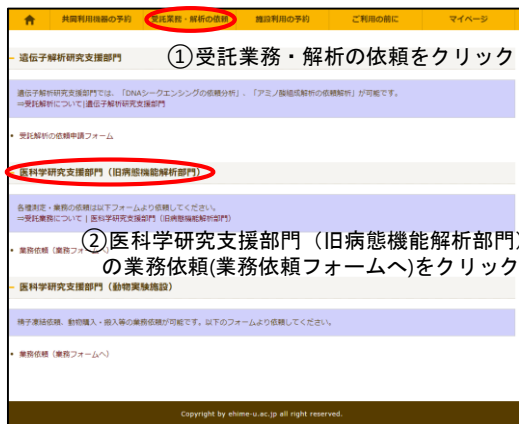 共同利用機器の予約 受託業務・解析の依頼 施設利用の予約 ご利用の前に マイページ
①受託業務・解析の依頼をクリック
遺伝子解析研究支援部門
遺伝子解析研究支援部門では、「DNAシークエンシングの依頼分析」、「アミノ酸組成解析の依頼解析」が可能です。
⇒受託解析について|遺伝子解析研究支援部門
受託解析の依頼申請フォーム
医科学研究支援部門（旧病態機能解析部門）
各種測定・業務の依頼は以下フォームより依頼してください。
⇒受託業務について | 医科学研究支援部門（旧病態機能解析部門）
②医科学研究支援部門（旧病態機能解析部門）
業務依頼（業務フォームへ）
の業務依頼(業務依頼フォームへ)をクリック
医科学研究支援部門（動物実験施設）
精子凍結依頼、動物購入・搬入等の業務依頼が可能です。以下のフォームより依頼してください。
業務依頼（業務フォームへ）
Copyright by ehime-u.ac.jp all right reserved.